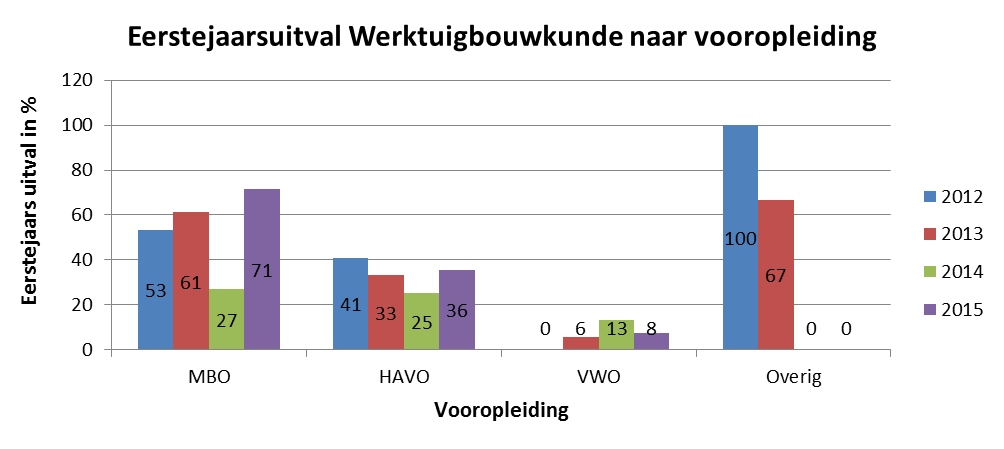 Eerstejaarsuitval Werktuigbouwkunde naar vooropleiding
Eerstejaars uitval in %
120
100
80
60
40
20
0
53 61 27 71
41 33 25 36
0 6 13 8
100 67 0 0
MBO HAVO VWO Overig
Vooropleiding
2012
2013
2014
2015